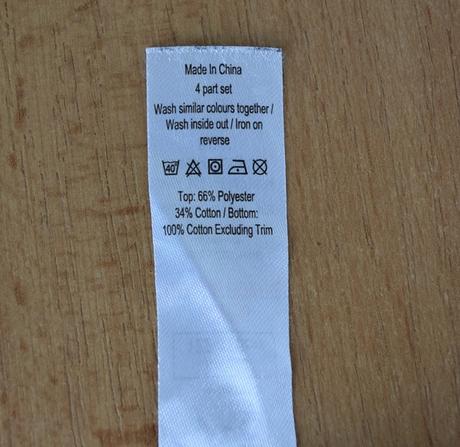 Made In China
4 part set
Wash similar colours together /
Wash inside out / Iron on
reverse
40
Top: 66% Polyester
34% Cotton / Bottom:
100% Cotton Excluding Trim